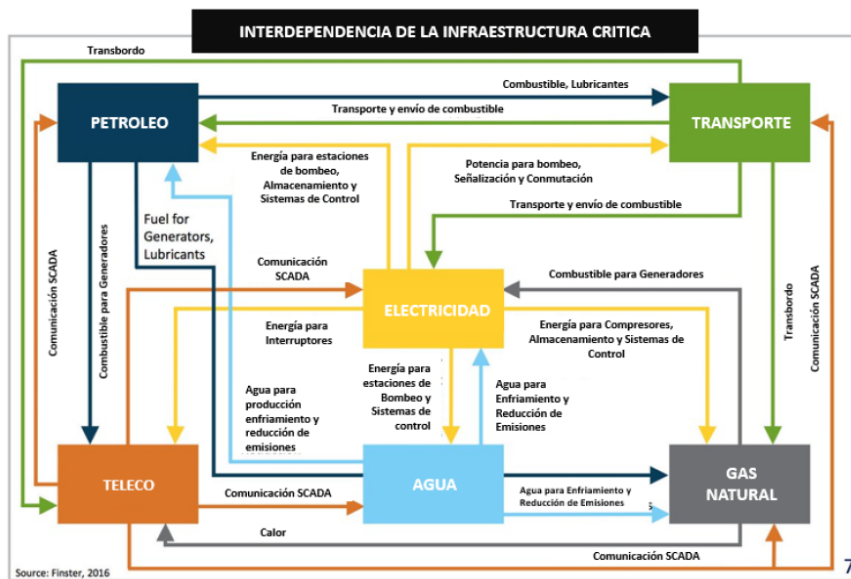 INTERDEPENDENCIA DE LA INFRAESTRUCTURA CRITICA
Transbordo
Combustible, Lubricantes
PETROLEO
Transporte y envío de combustible
TRANSPORTE
Energía para estaciones
de bombeo,
Almacenamiento y
Sistemas de Control
Potencia para bombeo,
Señalización y Conmutación
Fuel for
Generators,
Lubricants
Transporte y envío de combustible
Comunicación SCADA
Combustible para Generadores
Comunicación
SCADA
Combustible para Generadores
Transbordo
Comunicación SCADA
ELECTRICIDAD
Energía para
Interruptores
Energía para Compresores,
Almacenamiento y Sistemas de
Control
Energía para
estaciones de
Bombeo y
Sistemas de
control
Agua para
Enfriamiento y
Reducción de
Emisiones
Agua para
producción
enfriamiento y
reducción de
emisiones
TELECO
AGUA
GAS
NATURAL
Comunicación SCADA
Agua para Enfriamiento y
Reducción de Emisiones
Calor
Comunicación SCADA
Source: Finster, 2016
7